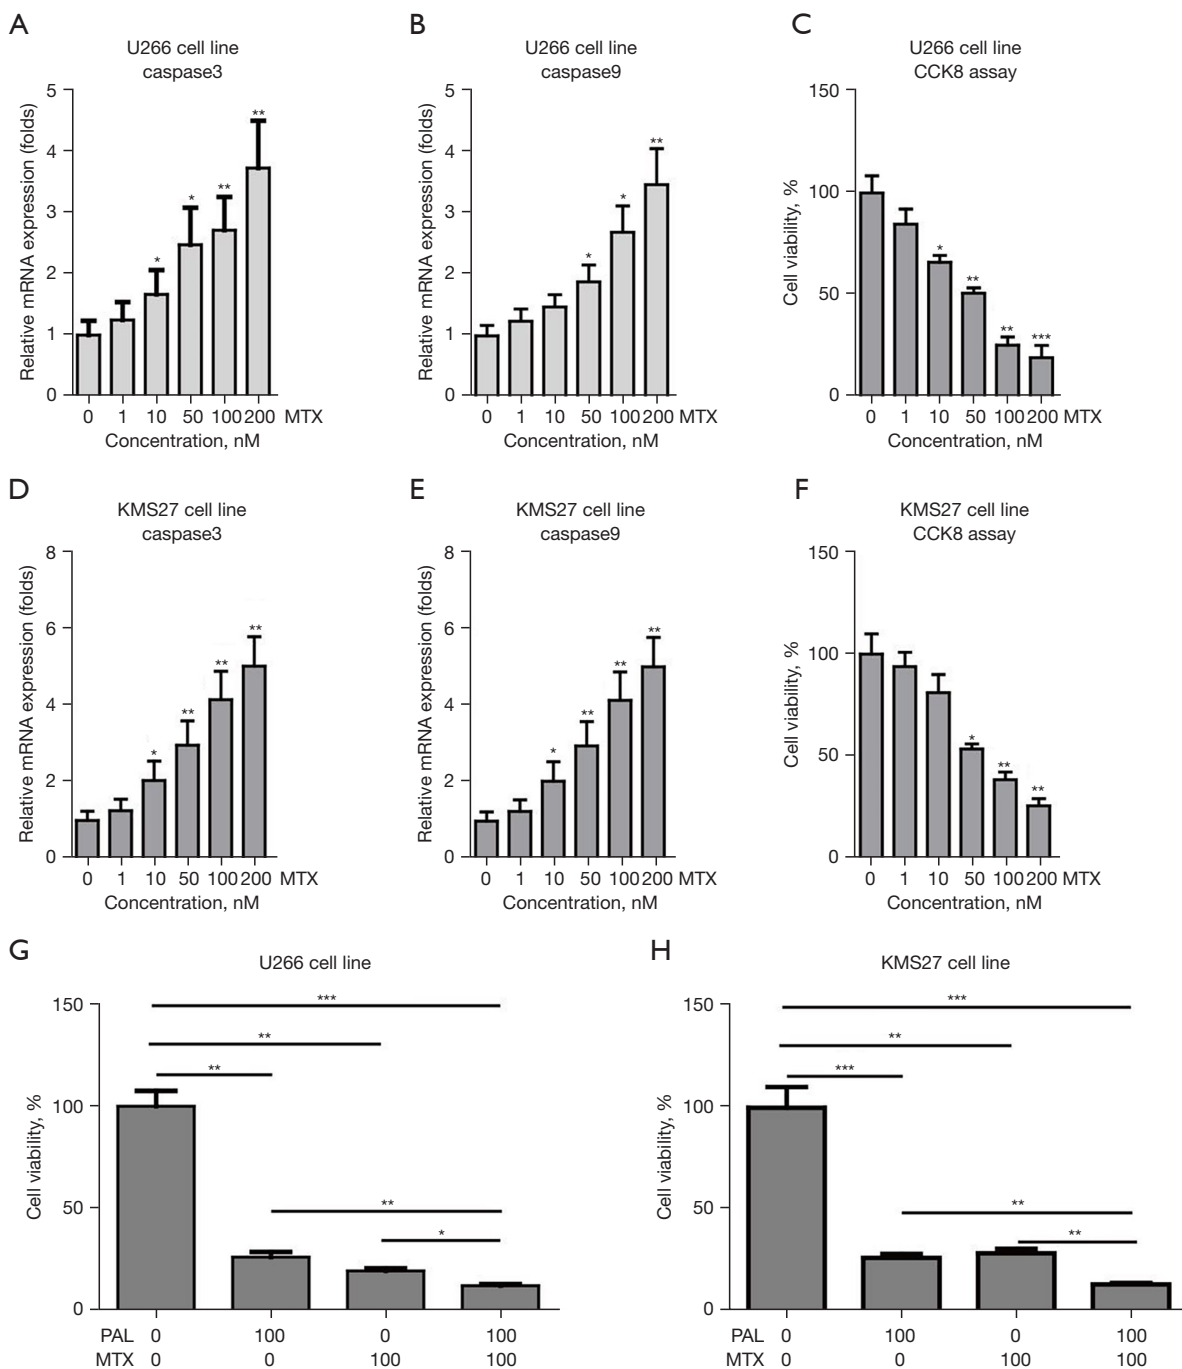 A
U266 cell line
caspase3
Relative mRNA expression (folds)
5
4
3
2
1
0
* * ** **
0 1 10 50 100 200 MTX
Concentration, nM
B
U266 cell line
caspase9
Relative mRNA expression (folds)
5
4
3
2
1
0
* * **
0 1 10 50 100 200 MTX
Concentration, nM
C
U266 cell line
CCK8 assay
Cell viability, %
150
100
50
0
* ** ** ***
0 1 10 50 100 200 MTX
Concentration, nM
D
KMS27 cell line
caspase3
Relative mRNA expression (folds)
8
6
4
2
0
* ** ** **
0 1 10 50 100 200 MTX
Concentration, nM
E
KMS27 cell line
caspase9
Relative mRNA expression (folds)
8
6
4
2
0
* ** ** **
0 1 10 50 100 200 MTX
Concentration, nM
F
KMS27 cell line
CCK8 assay
Cell viability, %
150
100
50
0
* ** **
0 1 10 50 100 200 MTX
Concentration, nM
G
U266 cell line
Cell viability, %
150
100
50
0
***
**
**
**
*
PAL 0 100 0 100
MTX 0 0 100 100
H
KMS27 cell line
Cell viability, %
150
100
50
0
***
**
***
**
**
PAL 0 100 0 100
MTX 0 0 100 100